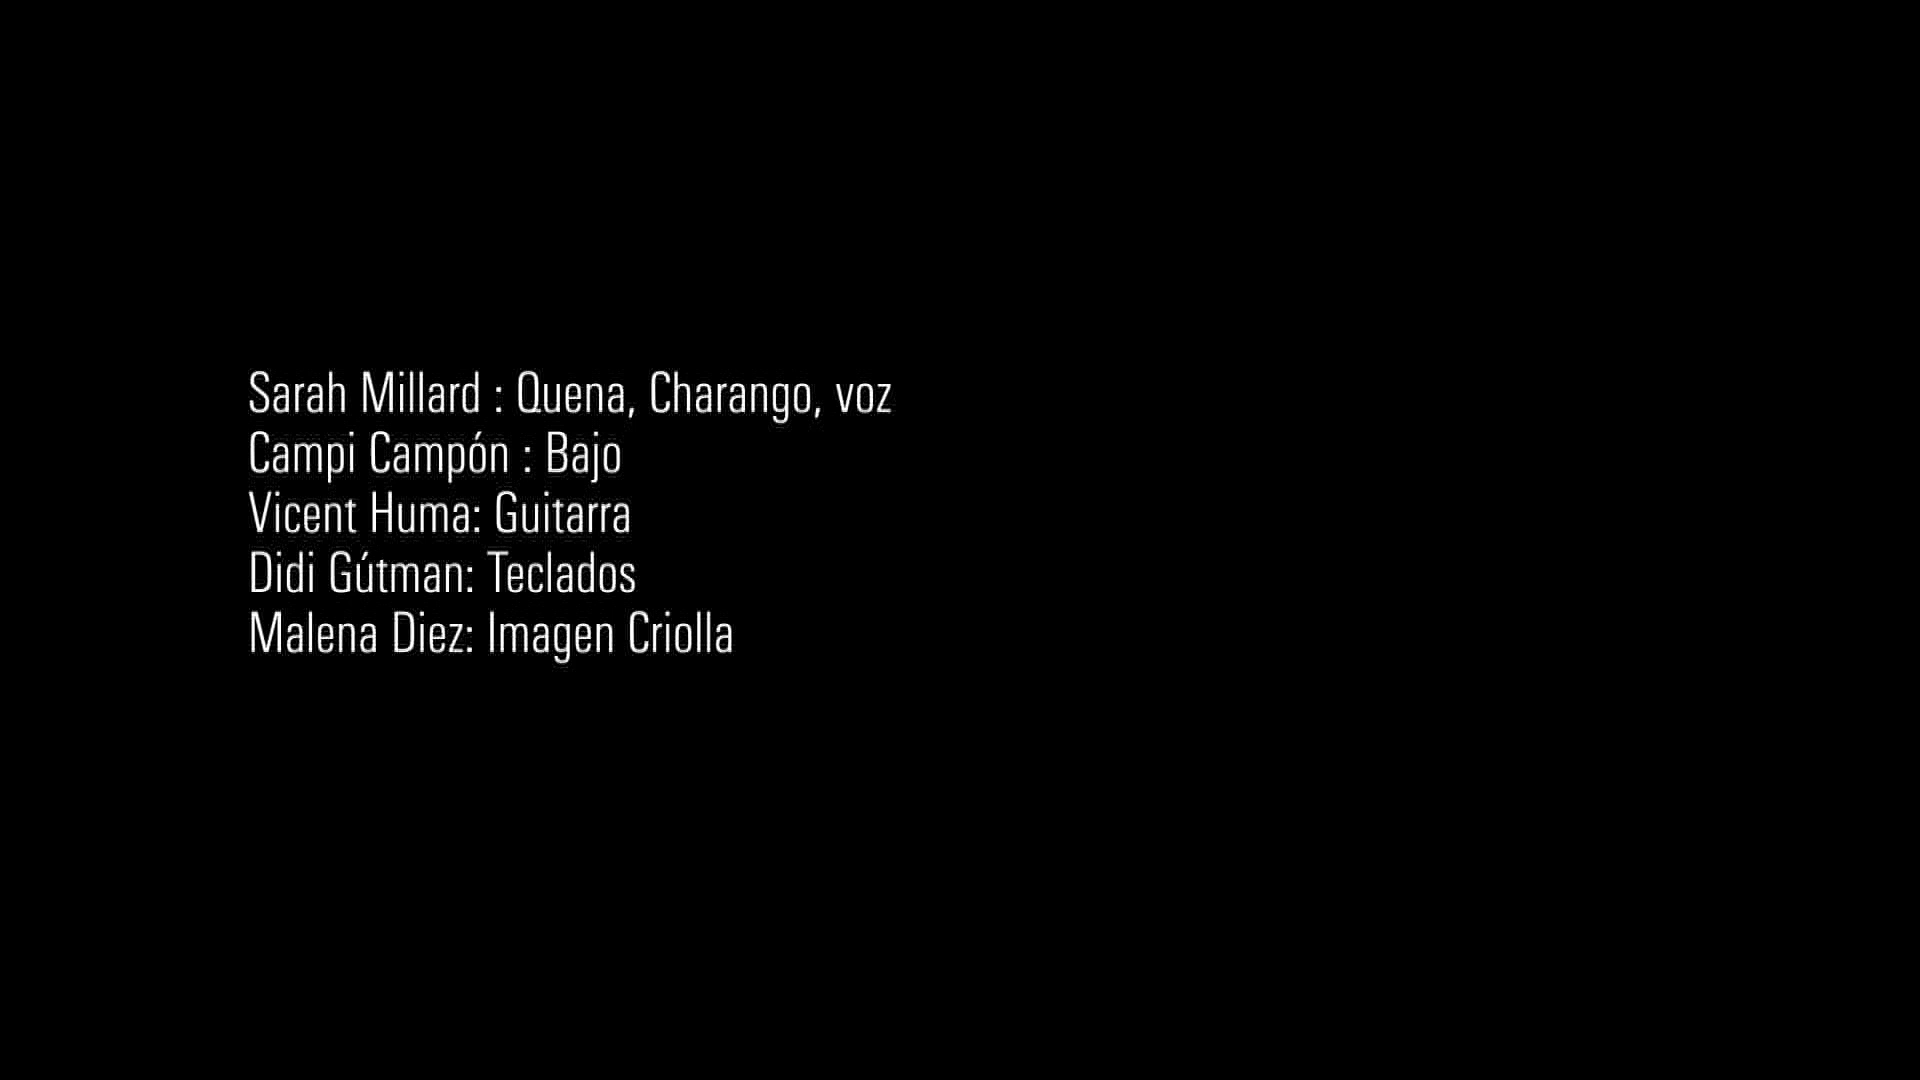 Sarah Millard : Quena, Charango, voz
Campi Campón : Bajo
Vicent Huma: Guitarra
Didi Gútman: Teclados
Malena Diez: Imagen Criolla